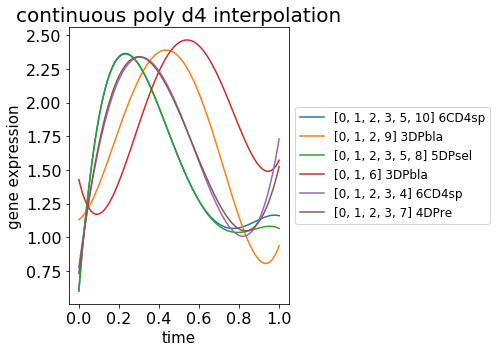 continuous poly d4 interpolation
gene expression
2.50
2.25
2.00
1.75
1.50
1.25
1.00
0.75
0.0 0.2 0.4 0.6 0.8 1.0
time
[0, 1, 2, 3, 5, 10] 6CD4sp
[0, 1, 2, 9] 3DPbla
[0, 1, 2, 3, 5, 8] 5DPsel
[0, 1, 6] 3DPbla
[0, 1, 2, 3, 4] 6CD4sp
[0, 1, 2, 3, 7] 4DPre